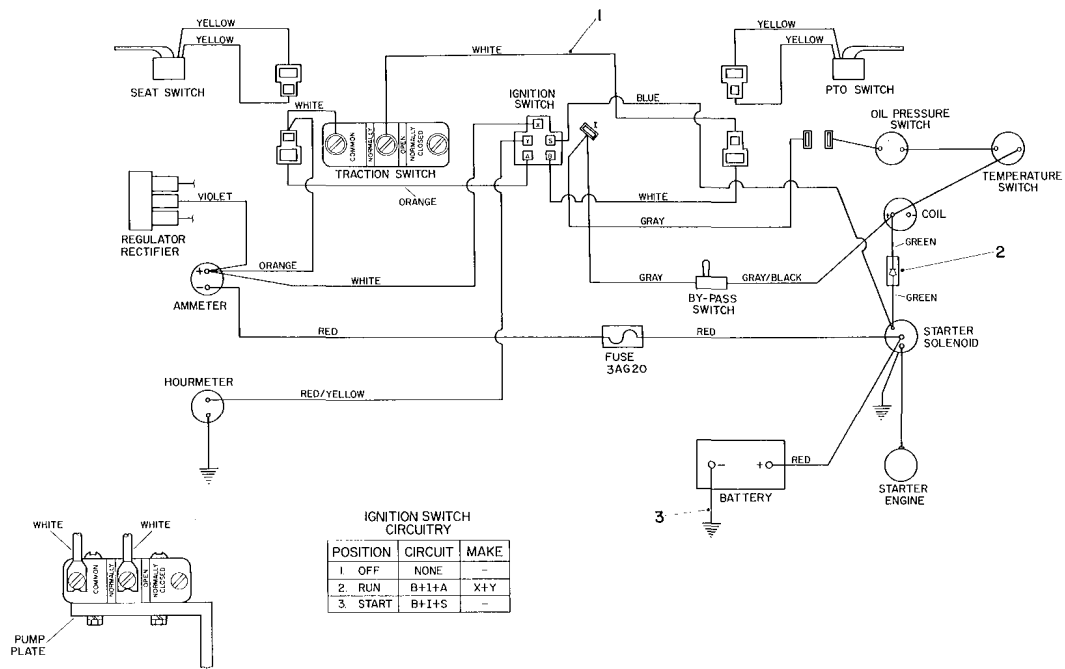 YELLOW
YELLOW
SEAT SWITCH
WHITE
1
YELLOW
YELLOW
PTO SWITCH
IGNITION
SWITCH
BLUE
WHITE
COMMON
NORMALLY
OPEN
NORMALLY
CLOSED
TRACTION SWITCH
X
Y
S
A
B
I
OIL PRESSURE
SWITCH
TEMPERATURE
SWITCH
ORANGE
WHITE
GRAY
VIOLET
REGULATOR
RECTIFIER
+
-
COIL
GREEN
2
GREEN
ORANGE
WHITE
GRAY
GRAY/BLACK
BY-PASS
SWITCH
+
-
AMMETER
RED
RED
FUSE
3AG20
STARTER
SOLENOID
HOURMETER
RED/YELLOW
- +
RED
BATTERY
3
STARTER
ENGINE
WHITE
WHITE
COMMON
NORMALLY
OPEN
NORMALLY
CLOSED
PUMP
PLATE
IGNITION SWITCH
CIRCUITRY
POSITION CIRCUIT MAKE
1. OFF NONE -
2. RUN B+I+A X+Y
3. START B+I+S -